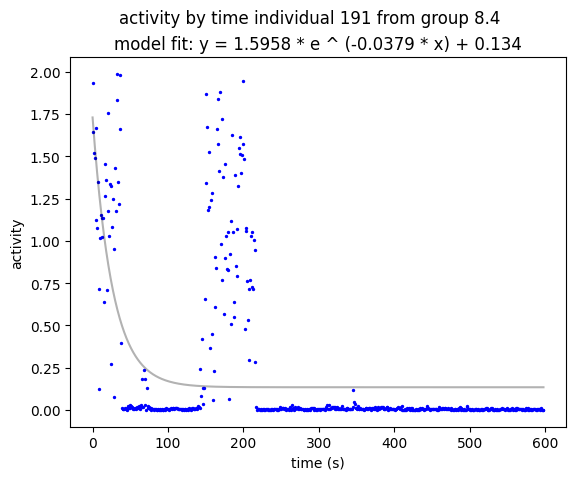 activity by time individual 191 from group 8.4
model fit: y = 1.5958 * e ^ (-0.0379 * x) + 0.134
2.00
1.75
1.50
1.25
1.00
0.75
0.50
0.25
0.00
activity
0 100 200 300 400 500 600
time (s)